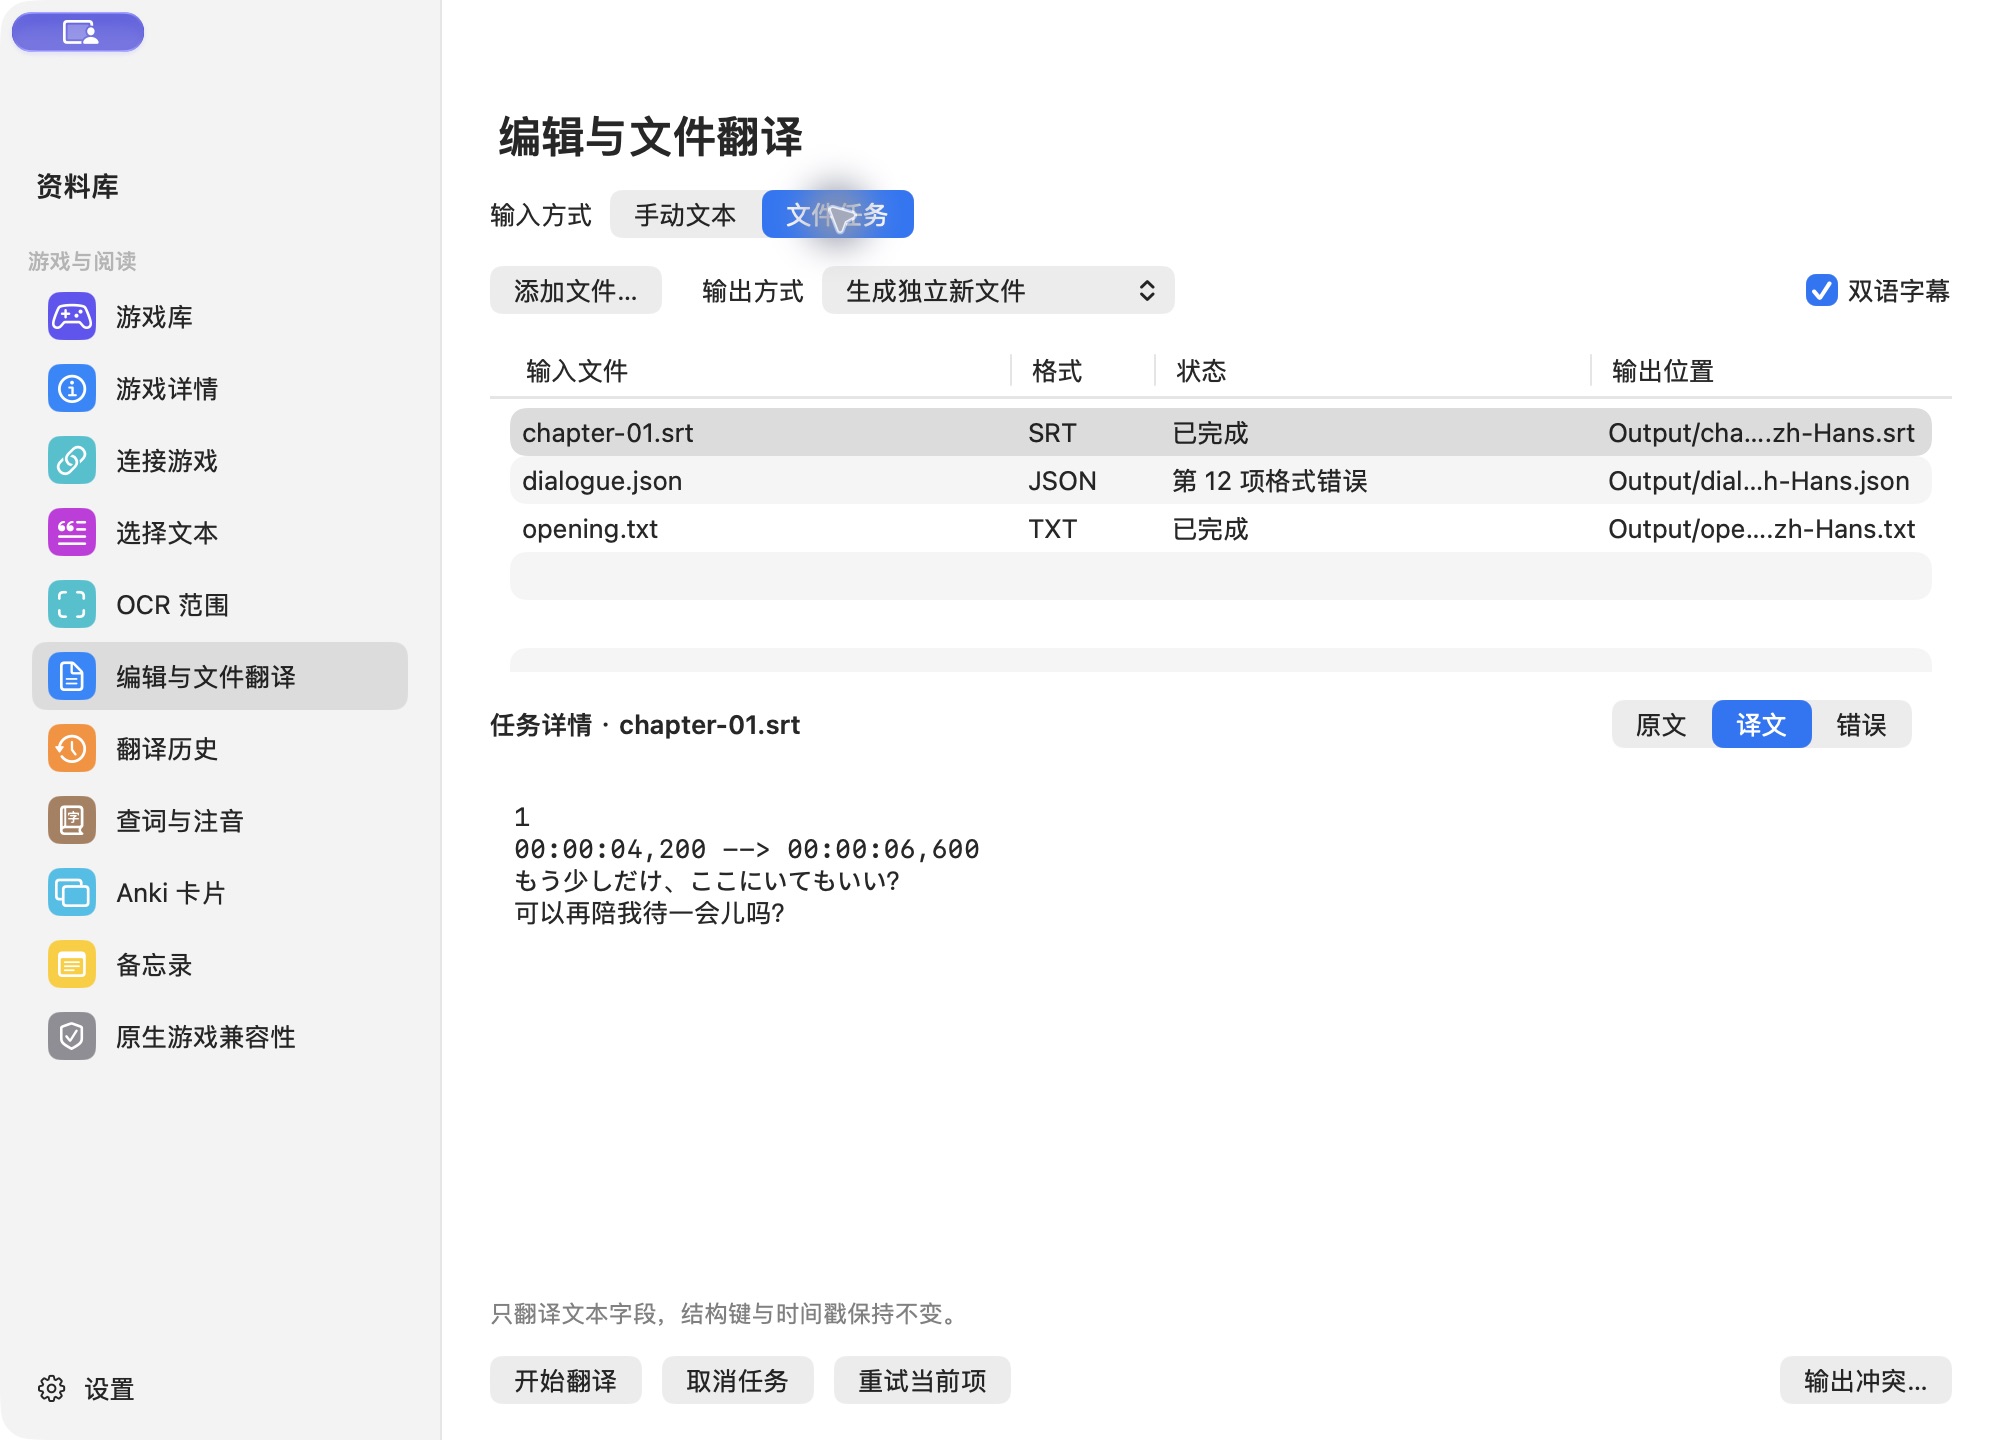 资料库
游戏与阅读
游戏库
游戏详情
连接游戏
选择文本
OCR 范围
编辑与文件翻译
翻译历史
查词与注音
Anki 卡片
备忘录
原生游戏兼容性
设置
编辑与文件翻译
输入方式 手动文本 文件任务
添加文件... 输出方式 生成独立新文件 双语字幕
输入文件 格式 状态 输出位置
chapter-01.srt SRT 已完成 Output/cha....zh-Hans.srt
dialogue.json JSON 第 12 项格式错误 Output/dial...h-Hans.json
opening.txt TXT 已完成 Output/ope....zh-Hans.txt
任务详情 · chapter-01.srt 原文 译文 错误
1
00:00:04,200 --> 00:00:06,600
もう少しだけ、ここにいてもいい?
可以再陪我待一会儿吗?
只翻译文本字段，结构键与时间戳保持不变。
开始翻译 取消任务 重试当前项 输出冲突...